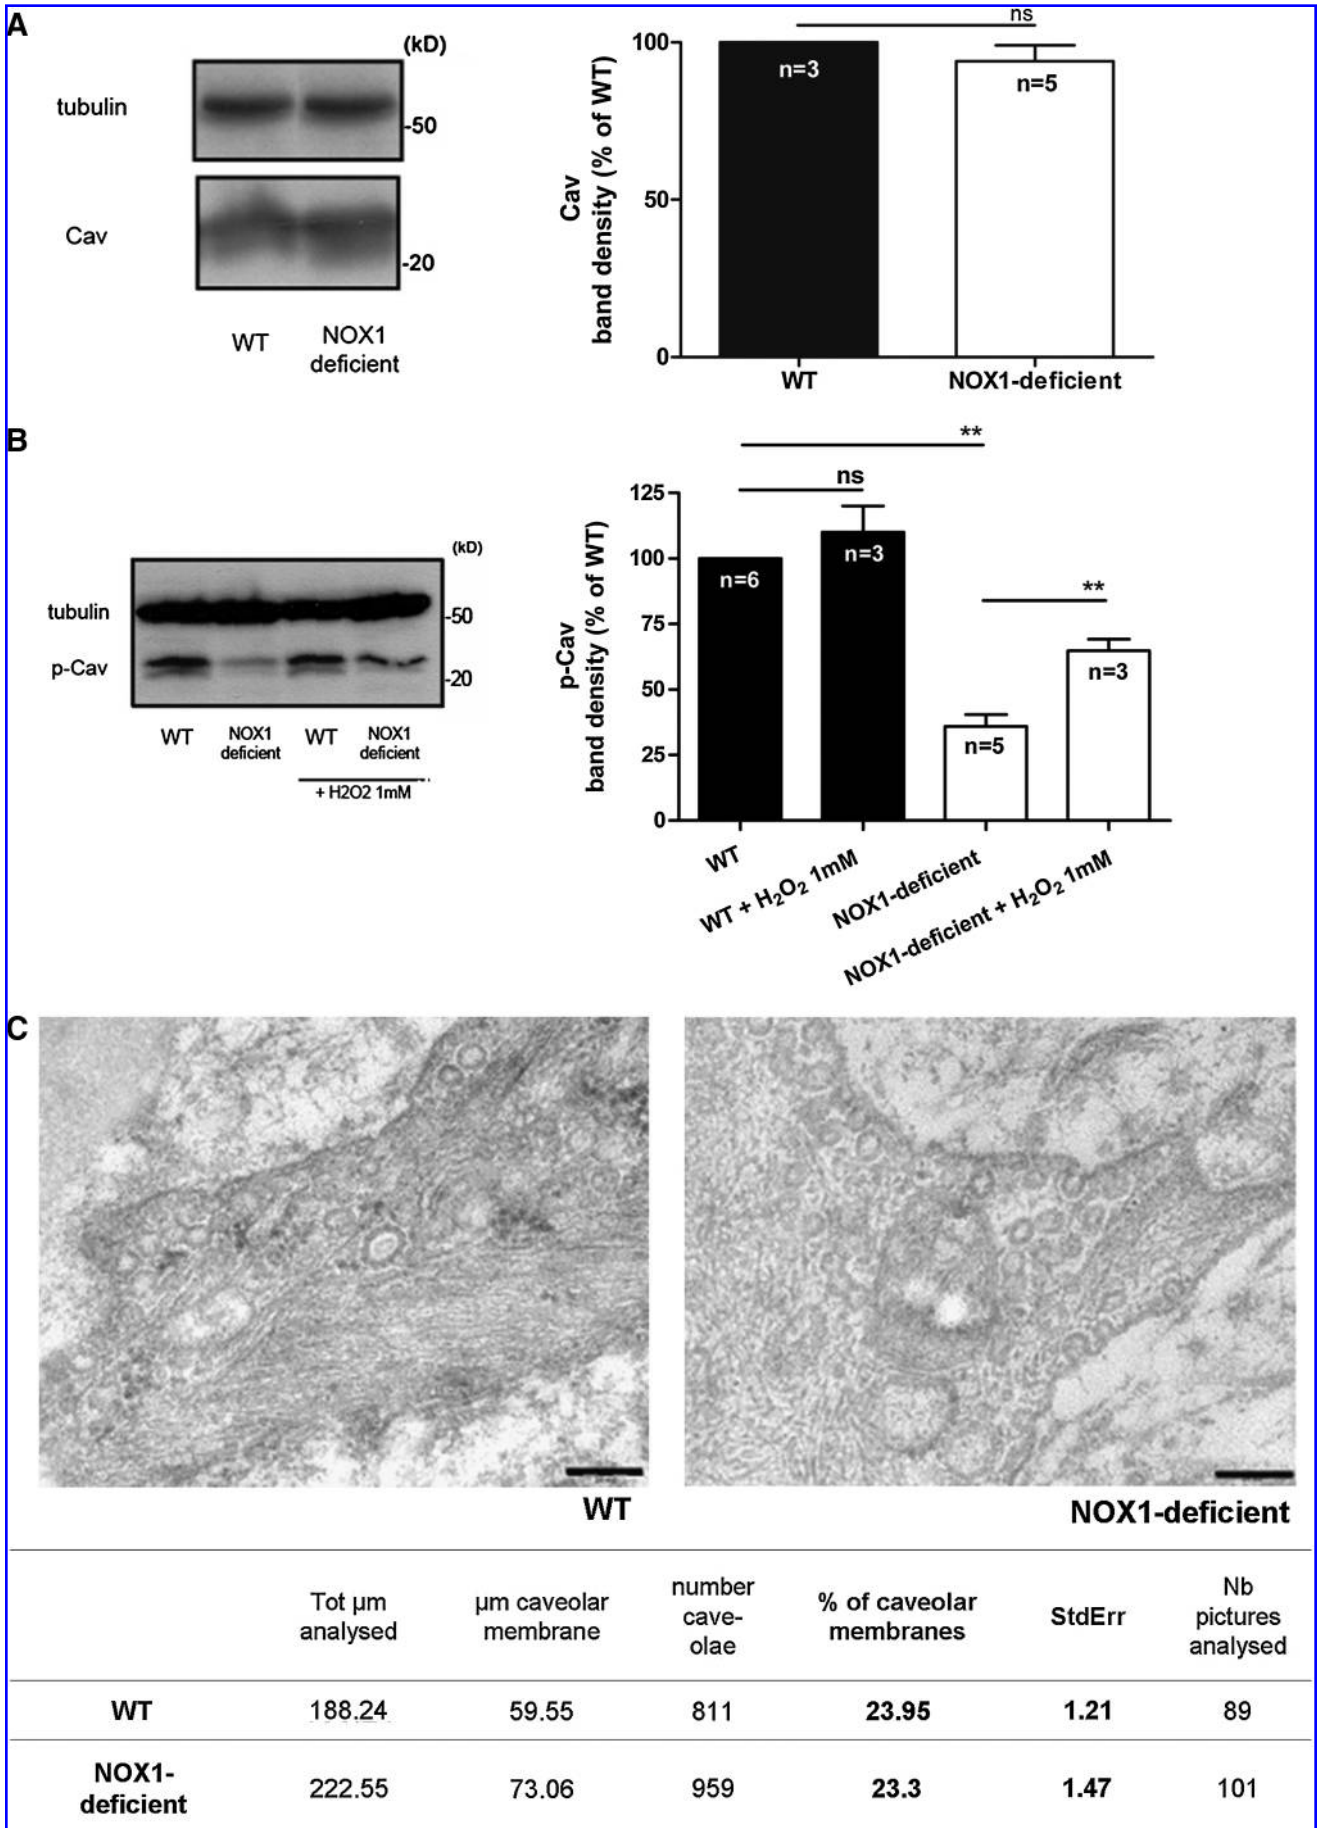 A
(kD)
tubulin
-50
Cav
-20
WT
NOX1
deficient
ns
Cav
band density (% of WT)
100
50
0
n=3
n=5
WT
NOX1-deficient
B
(kD)
tubulin
-50
p-Cav
-20
WT
NOX1
deficient
WT
NOX1
deficient
+ H2O2 1mM
**
ns
**
p-Cav
band density (% of WT)
125
100
75
50
25
0
n=6
n=3
n=5
n=3
WT
WT + H₂O₂ 1mM
NOX1-deficient
NOX1-deficient + H₂O₂ 1mM
C
WT
NOX1-deficient
Tot µm
analysed
µm caveolar
membrane
number
cave-
olae
% of caveolar
membranes
StdErr
Nb
pictures
analysed
WT 188.24 59.55 811 23.95 1.21 89
NOX1-
deficient 222.55 73.06 959 23.3 1.47 101